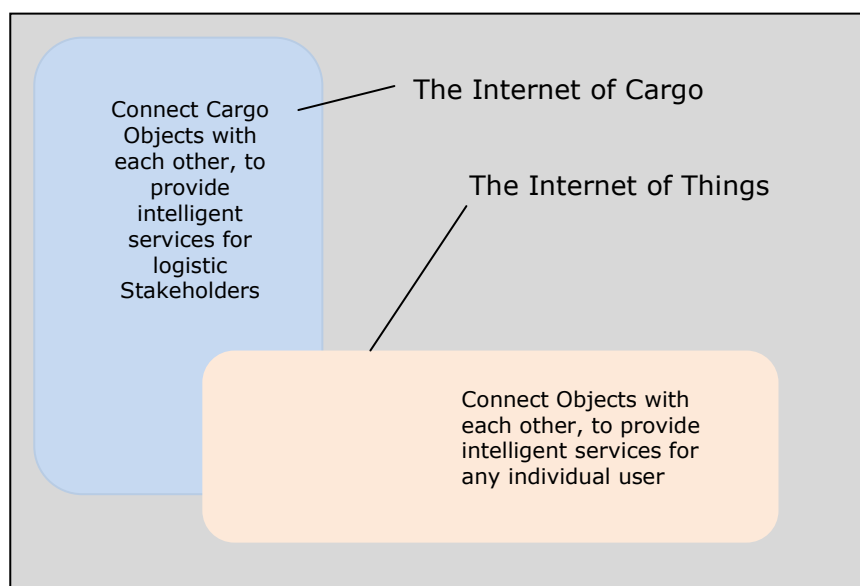 Connect Cargo
Objects with
each other, to
provide
intelligent
services for
logistic
Stakeholders
The Internet of Cargo
The Internet of Things
Connect Objects with
each other, to provide
intelligent services for
any individual user